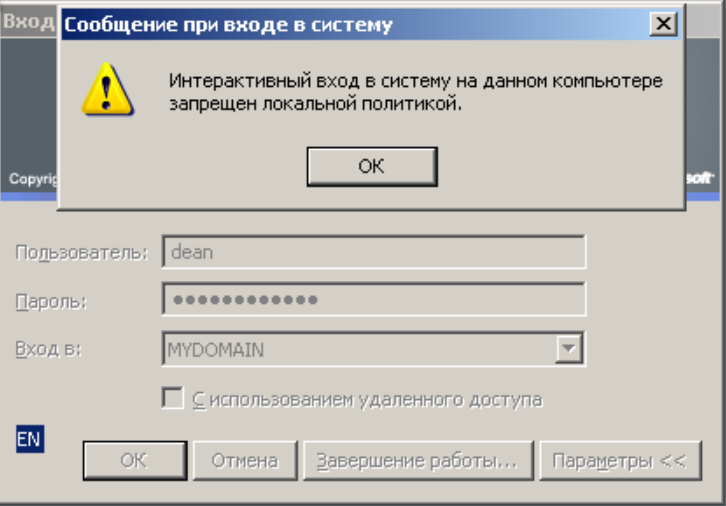 Вход
Сообщение при входе в систему
Интерактивный вход в систему на данном компьютере
запрещен локальной политикой.
OK
Copyrig
soft
Пользователь:
dean
Пароль:
Вход в:
MYDOMAIN
С использованием удаленного доступа
EN
OK
Отмена
Завершение работы...
Параметры <<